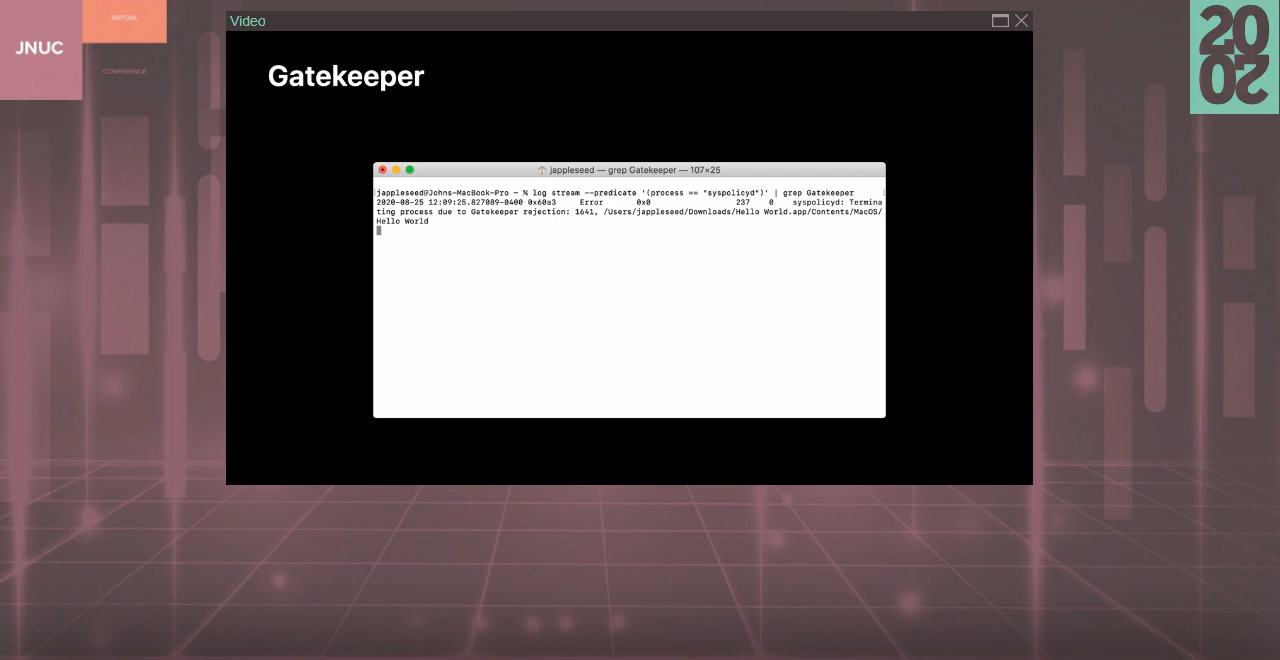 JNUC
VIRTUAL
CONFERENCE
Video
2020
Gatekeeper
jappleseed — grep Gatekeeper — 107×25
jappleseed@Johns-MacBook-Pro ~ % log stream --predicate '(process == "syspolicyd")' | grep Gatekeeper
2020-08-25 12:09:25.827089-0400 0x60a3     Error       0x0                  237    0    syspolicyd: Termina
ting process due to Gatekeeper rejection: 1641, /Users/jappleseed/Downloads/Hello World.app/Contents/MacOS/
Hello World